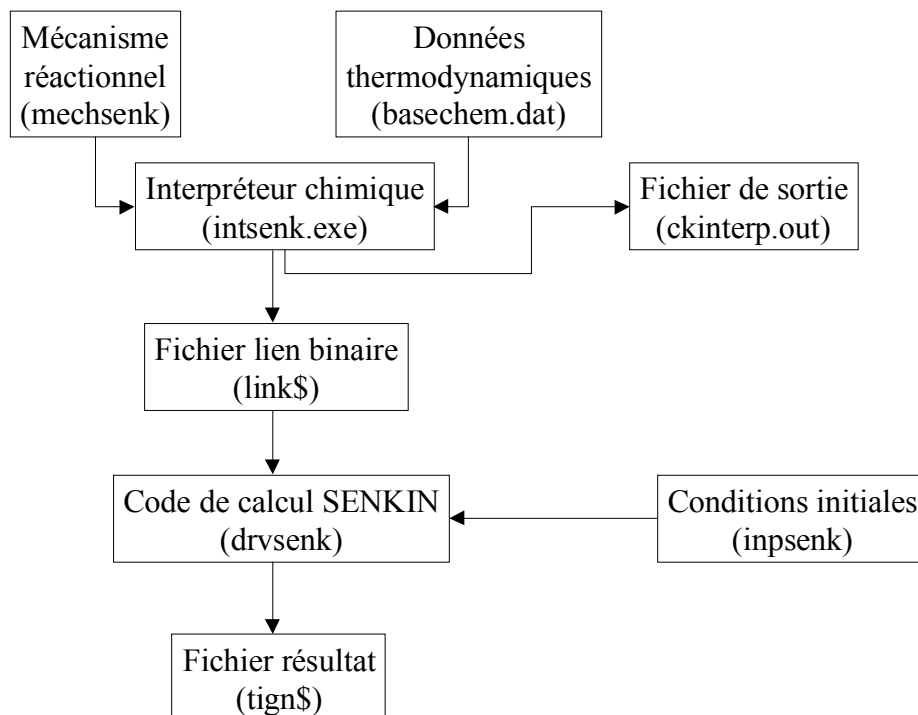 Mécanisme
réactionnel
(mechsenk)
Données
thermodynamiques
(basechem.dat)
Interpréteur chimique
(intsenk.exe)
Fichier de sortie
(ckinterp.out)
Fichier lien binaire
(link$)
Code de calcul SENKIN
(drvsenk)
Conditions initiales
(inpsenk)
Fichier résultat
(tign$)